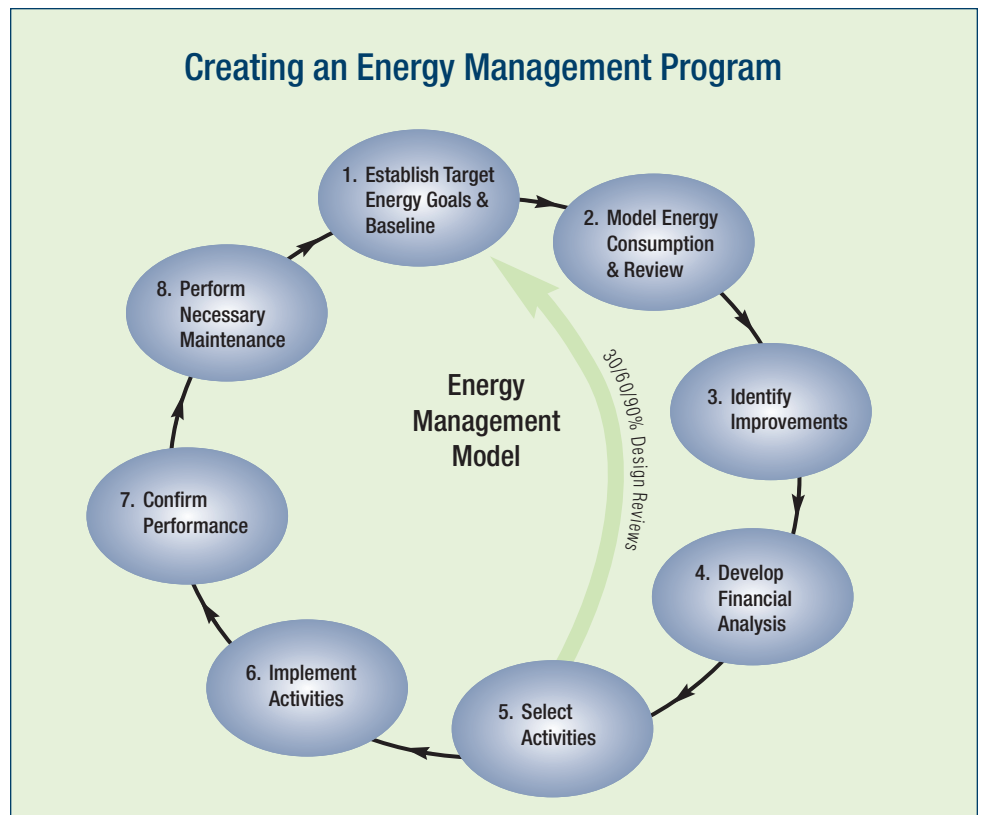 Creating an Energy Management Program
1. Establish Target
Energy Goals &
Baseline
2. Model Energy
Consumption
& Review
3. Identify
Improvements
4. Develop
Financial
Analysis
5. Select
Activities
6. Implement
Activities
7. Confirm
Performance
8. Perform
Necessary
Maintenance
Energy
Management
Model
30/60/90% Design Reviews